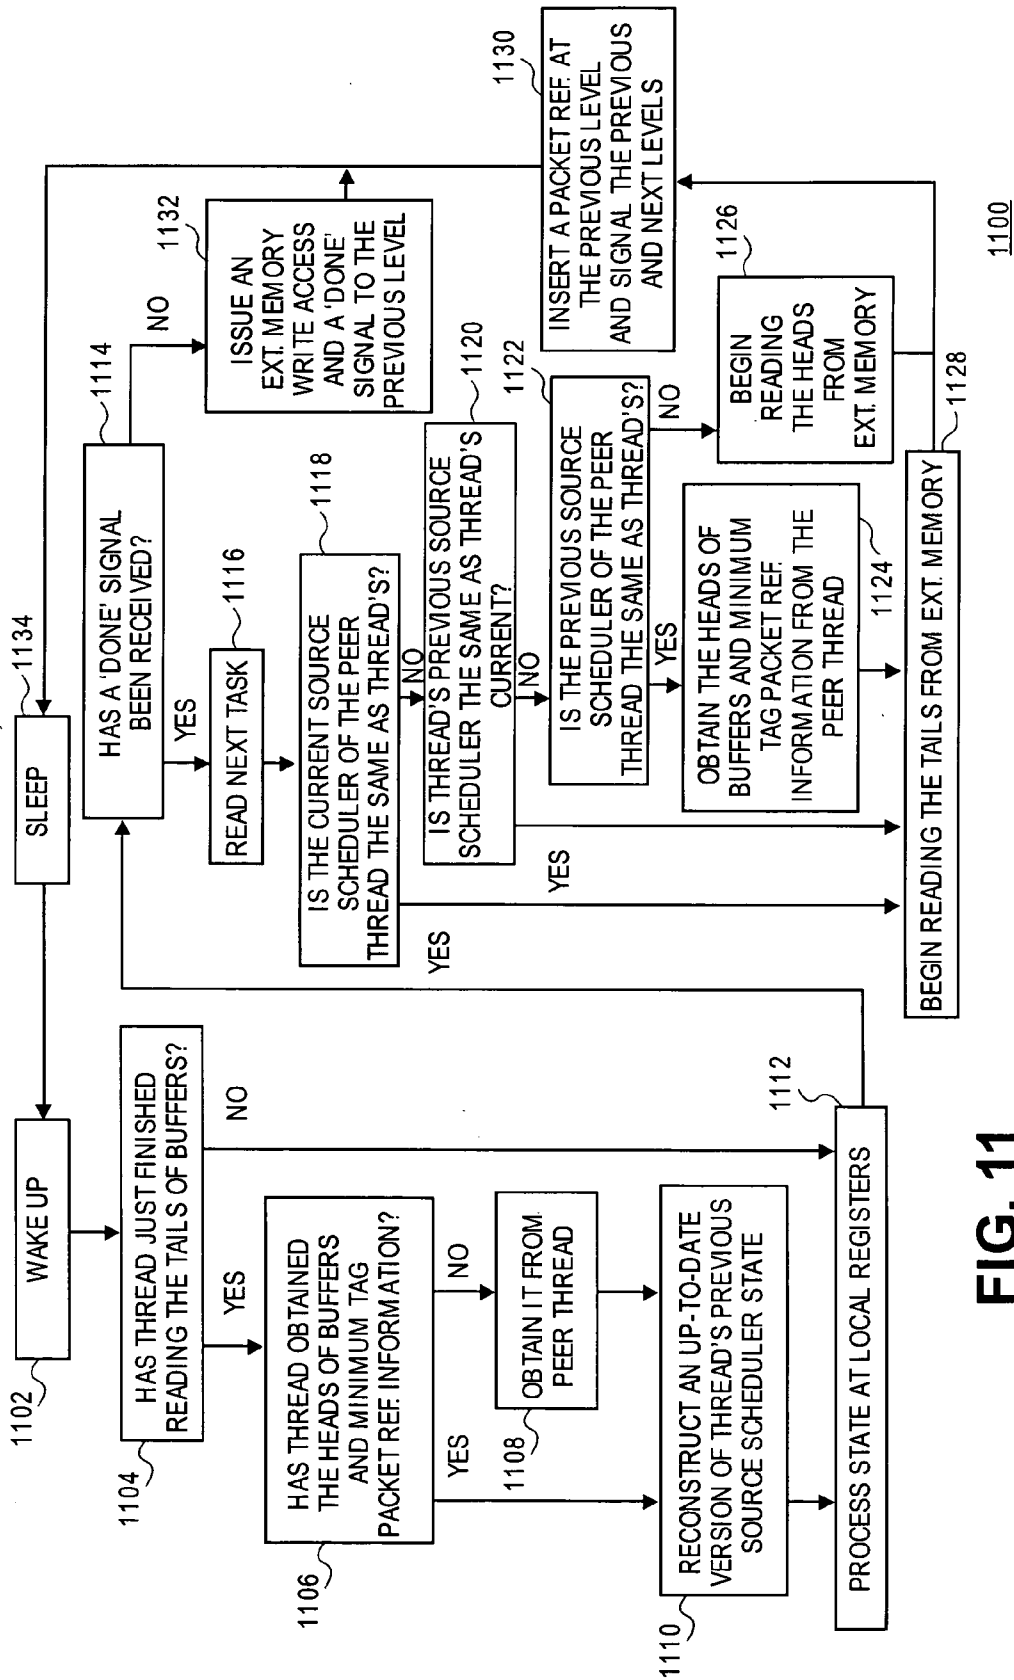 WAKE UP
1102
HAS THREAD JUST FINISHED
READING THE TAILS OF BUFFERS?
1104
YES
NO
HAS THREAD OBTAINED
THE HEADS OF BUFFERS
AND MINIMUM TAG
PACKET REF. INFORMATION?
1106
YES
NO
OBTAIN IT FROM
PEER THREAD
1108
RECONSTRUCT AN UP-TO-DATE
VERSION OF THREAD'S PREVIOUS
SOURCE SCHEDULER STATE
1110
PROCESS STATE AT LOCAL REGISTERS
1112
SLEEP
1134
HAS A 'DONE' SIGNAL
BEEN RECEIVED?
1114
YES
NO
READ NEXT TASK
1116
IS THE CURRENT SOURCE
SCHEDULER OF THE PEER
THREAD THE SAME AS THREAD'S?
1118
YES
NO
IS THREAD'S PREVIOUS SOURCE
SCHEDULER THE SAME AS THREAD'S
CURRENT?
1120
YES
NO
IS THE PREVIOUS SOURCE
SCHEDULER OF THE PEER
THREAD THE SAME AS THREAD'S?
1122
YES
NO
OBTAIN THE HEADS OF
BUFFERS AND MINIMUM
TAG PACKET REF.
INFORMATION FROM THE
PEER THREAD
1124
BEGIN
READING
THE HEADS
FROM
EXT. MEMORY
1126
BEGIN READING THE TAILS FROM EXT. MEMORY
1128
ISSUE AN
EXT. MEMORY
WRITE ACCESS
AND A 'DONE'
SIGNAL TO THE
PREVIOUS LEVEL
1132
INSERT A PACKET REF. AT
THE PREVIOUS LEVEL
AND SIGNAL THE PREVIOUS
AND NEXT LEVELS
1130
1100
FIG. 11